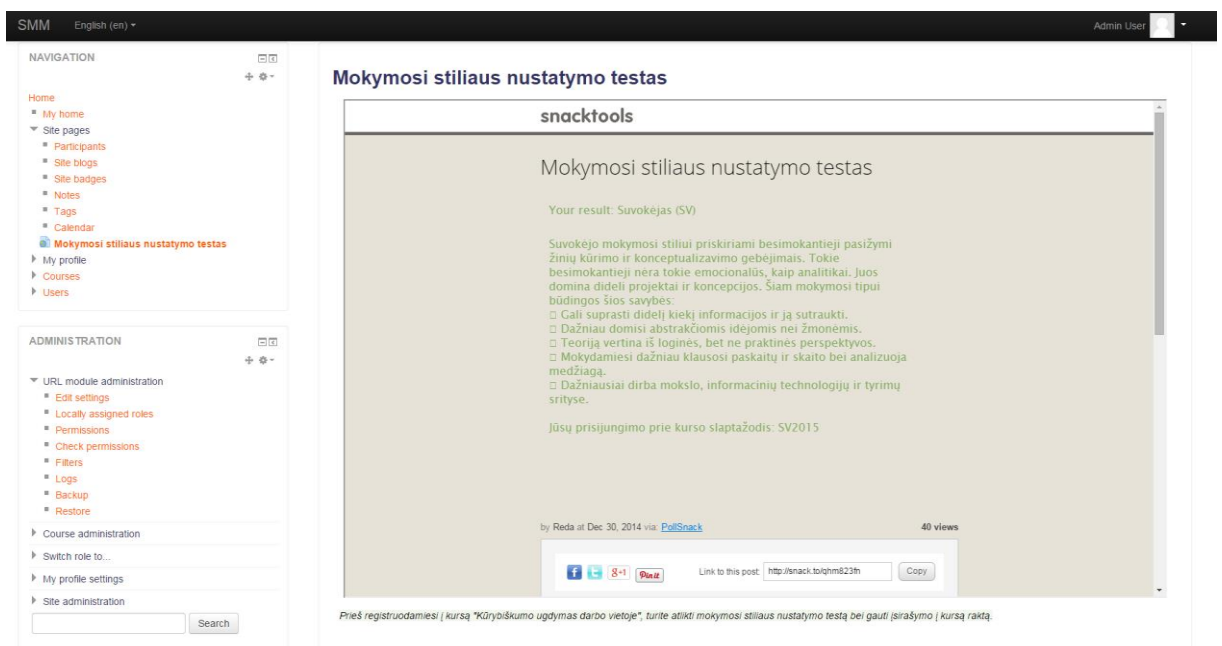 SMM English (en) Admin User
NAVIGATION
Home
My home
Site pages
Participants
Site blogs
Site badges
Notes
Tags
Calendar
Mokymosi stiliaus nustatymo testas
My profile
Courses
Users
ADMINISTRATION
URL module administration
Edit settings
Locally assigned roles
Permissions
Check permissions
Filters
Logs
Backup
Restore
Course administration
Switch role to...
My profile settings
Site administration
Search
Mokymosi stiliaus nustatymo testas
snacktools
Mokymosi stiliaus nustatymo testas
Your result: Suvokėjas (SV)
Suvokėjo mokymosi stiliui priskiriami besimokantieji pasižymi
žinių kūrimo ir konceptualizavimo gebėjimais. Tokie
besimokantieji nėra tokie emocionalūs, kaip analitikai. Juos
domina dideli projektai ir koncepcijos. Šiam mokymosi tipui
būdingos šios savybės:
□ Gali suprasti didelį kiekį informacijos ir ją sutraukti.
□ Dažniau domisi abstrakčiomis idėjomis nei žmonėmis.
□ Teoriją vertina iš loginės, bet ne praktinės perspektyvos.
□ Mokydamiesi dažniau klausosi paskaitų ir skaito bei analizuoja
medžiagą.
□ Dažniausiai dirba mokslo, informacinių technologijų ir tyrimų
srityse.
Jūsų prisijungimo prie kurso slaptažodis: SV2015
by Reda at Dec 30, 2014 via: PollSnack 40 views
f t g+1 Pin it Link to this post: http://snack.to/qhm823fn Copy
Prieš registruodamiesi į kursą "Kūrybiškumo ugdymas darbo vietoje", turite atlikti mokymosi stiliaus nustatymo testą bei gauti įsirašymo į kursą raktą.